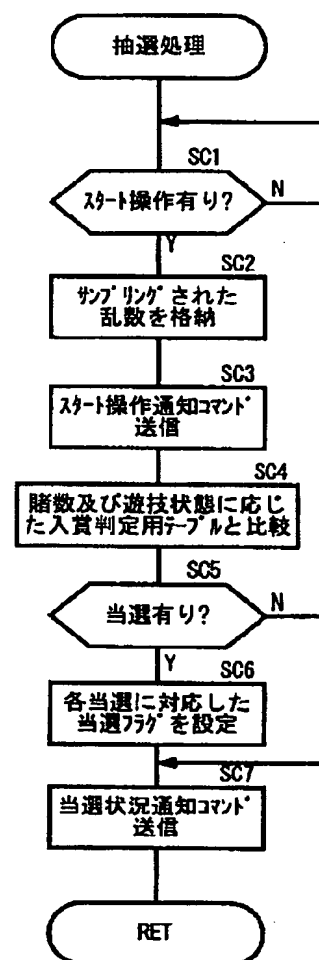 抽選処理
SC1
スタート操作有り?
N
Y
SC2
サンプリングされた
乱数を格納
SC3
スタート操作通知コマンド
送信
SC4
賭数及び遊技状態に応じ
た入賞判定用テーブルと比較
SC5
当選有り?
N
Y
SC6
各当選に対応した
当選フラグを設定
SC7
当選状況通知コマンド
送信
RET